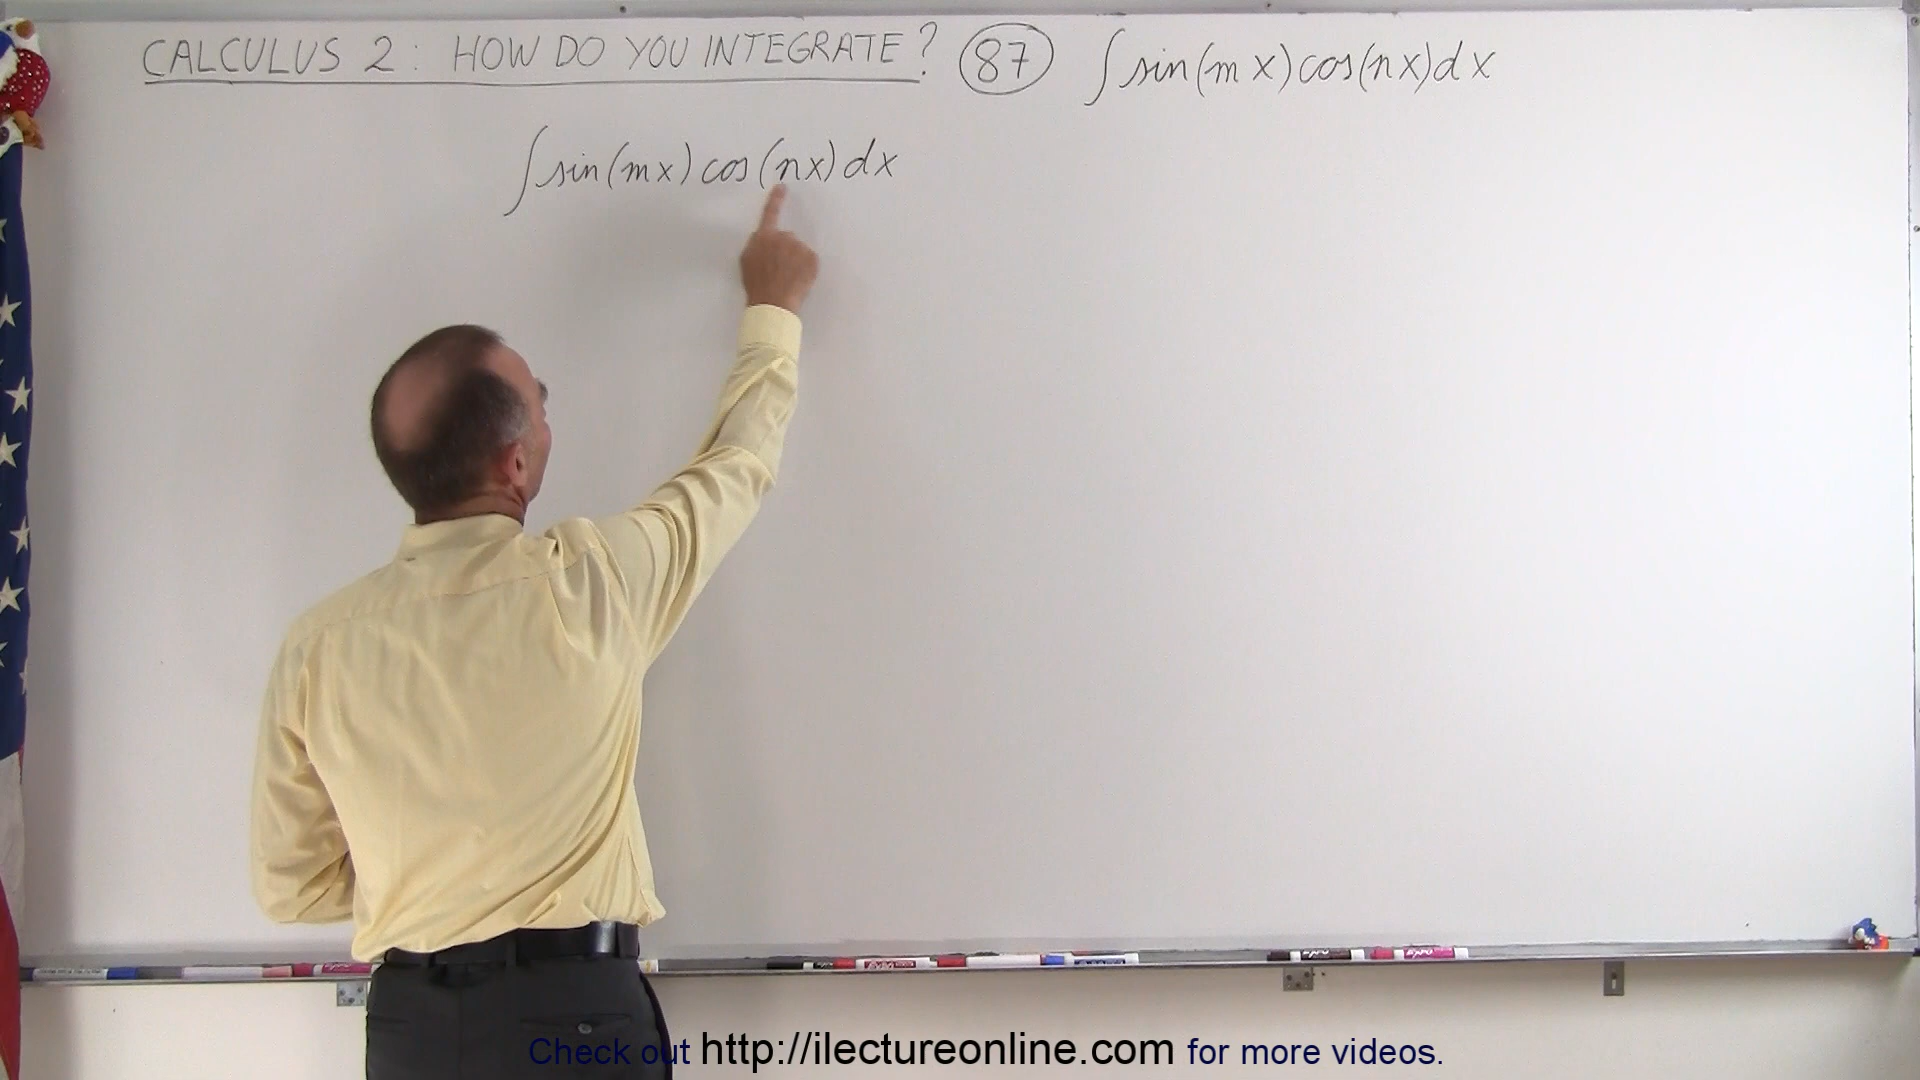 CALCULUS 2: HOW DO YOU INTEGRATE? 87 ∫sin(mx)cos(nx)dx
∫sin(mx)cos(nx)dx
Check out http://ilectureonline.com for more videos.